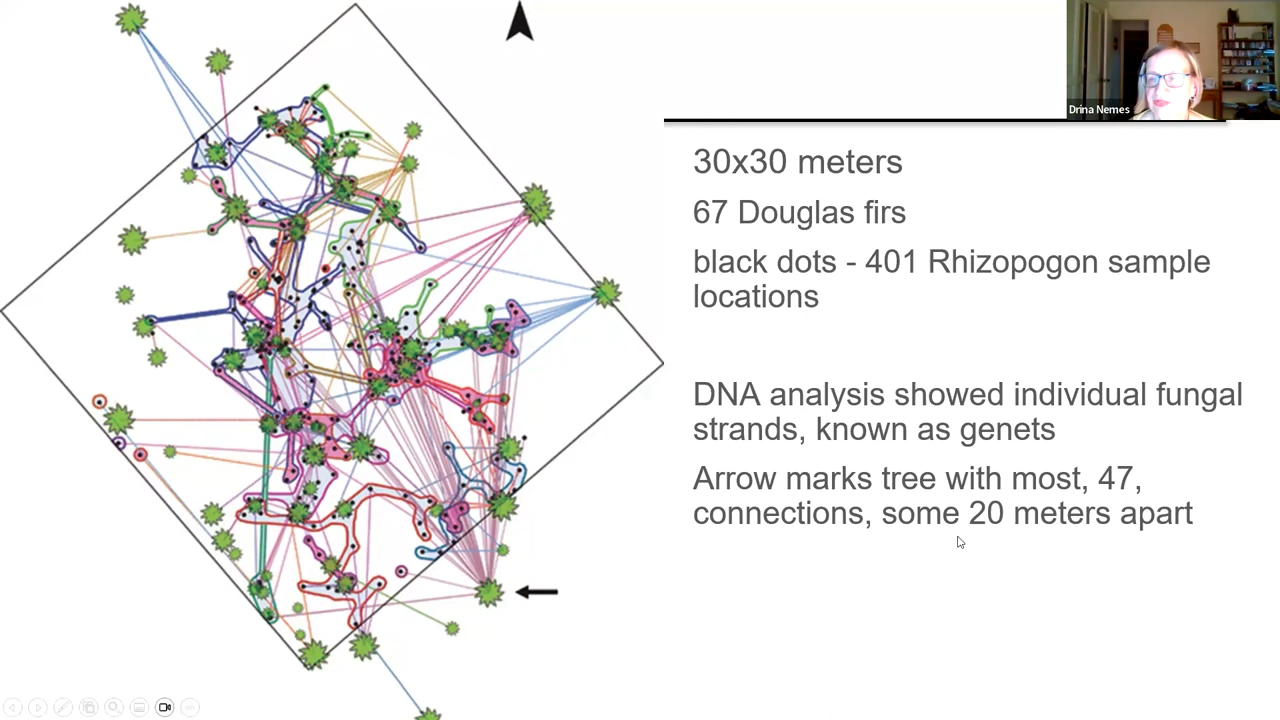 Drina Nemes
30x30 meters
67 Douglas firs
black dots - 401 Rhizopogon sample
locations
DNA analysis showed individual fungal
strands, known as genets
Arrow marks tree with most, 47,
connections, some 20 meters apart